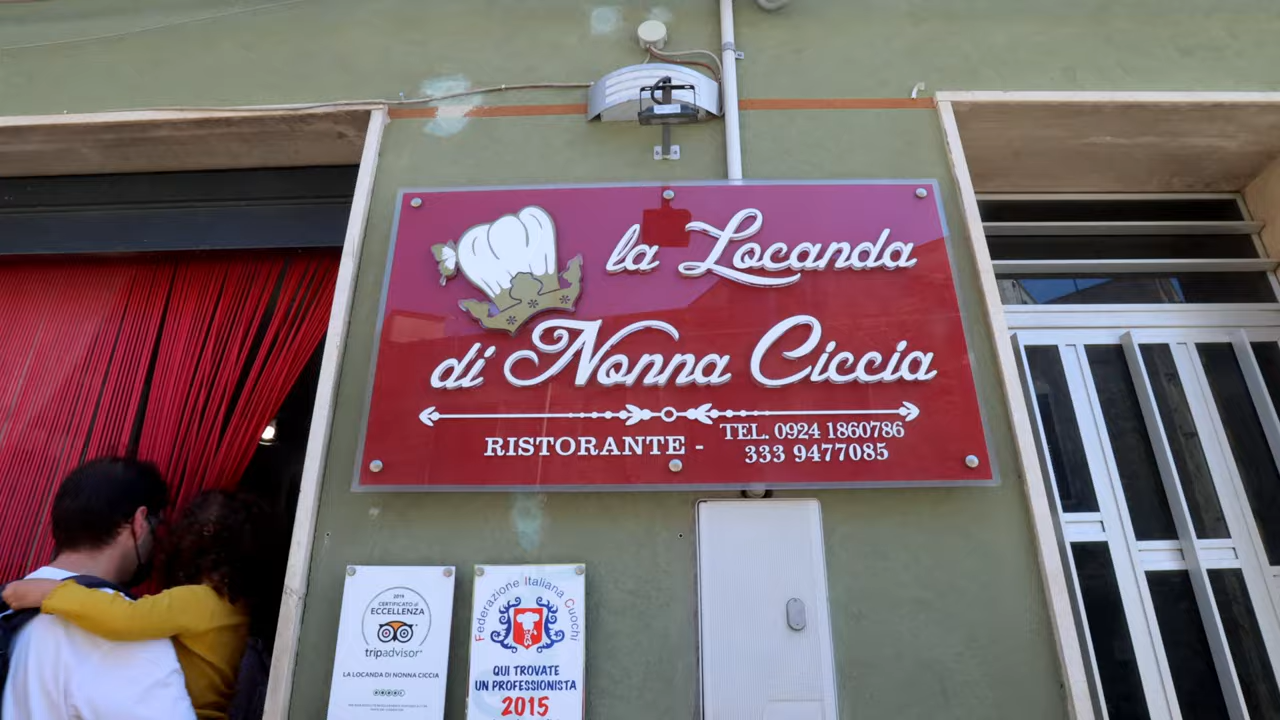 la Locanda
di Nonna Ciccia
RISTORANTE - TEL. 0924 1860786
333 9477085
2019
CERTIFICATO di
ECCELLENZA
tripadvisor
LA LOCANDA DI NONNA CICCIA
Federazione Italiana Cuochi
QUI TROVATE
UN PROFESSIONISTA
2015